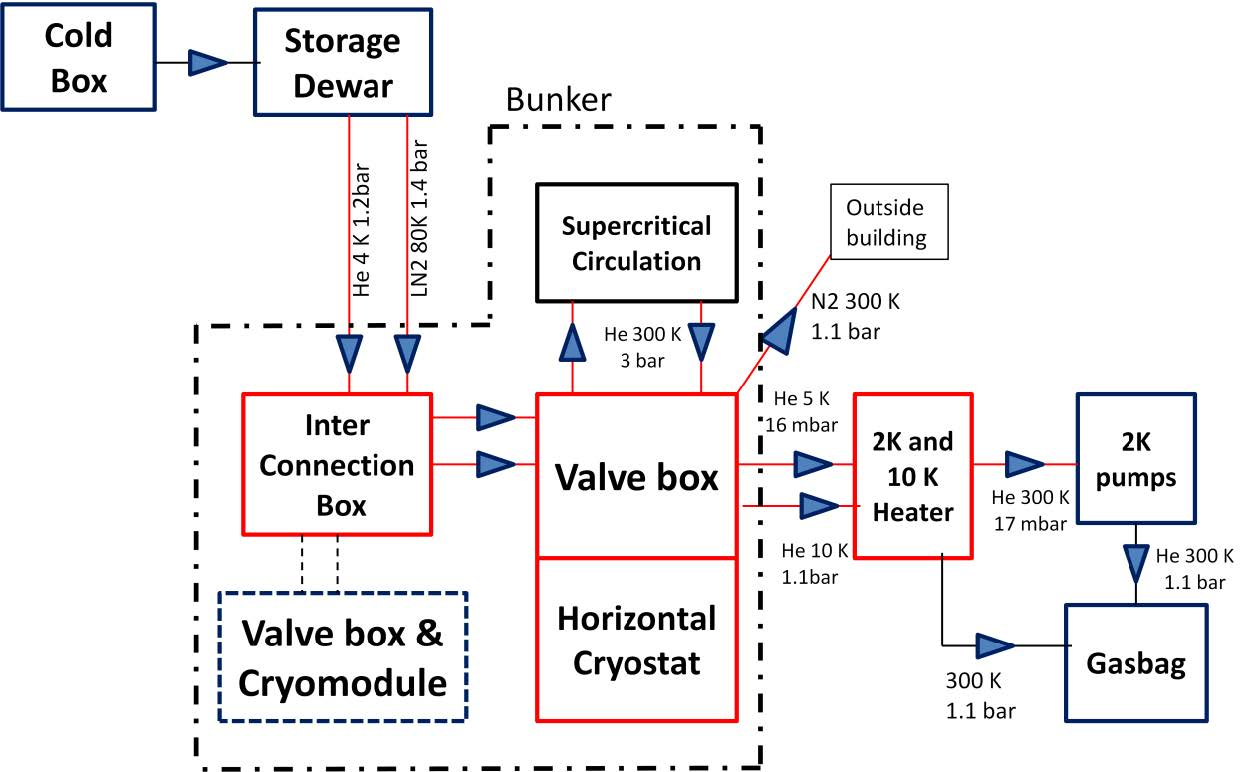 Cold
Box
Storage
Dewar
Bunker
He 4 K 1.2bar
LN2 80K 1.4 bar
Supercritical
Circulation
Outside
building
N2 300 K
1.1 bar
He 300 K
3 bar
Inter
Connection
Box
Valve box
He 5 K
16 mbar
He 10 K
1.1bar
2K and
10 K
Heater
He 300 K
17 mbar
2K
pumps
He 300 K
1.1 bar
Valve box &
Cryomodule
Horizontal
Cryostat
300 K
1.1 bar
Gasbag